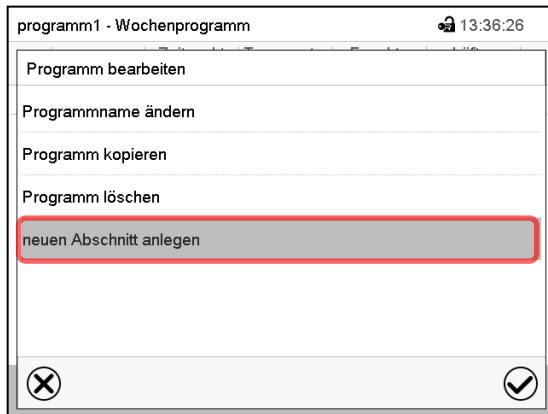 programm1 - Wochenprogramm 13:36:26
Programm bearbeiten
Programmname ändern
Programm kopieren
Programm löschen
neuen Abschnitt anlegen